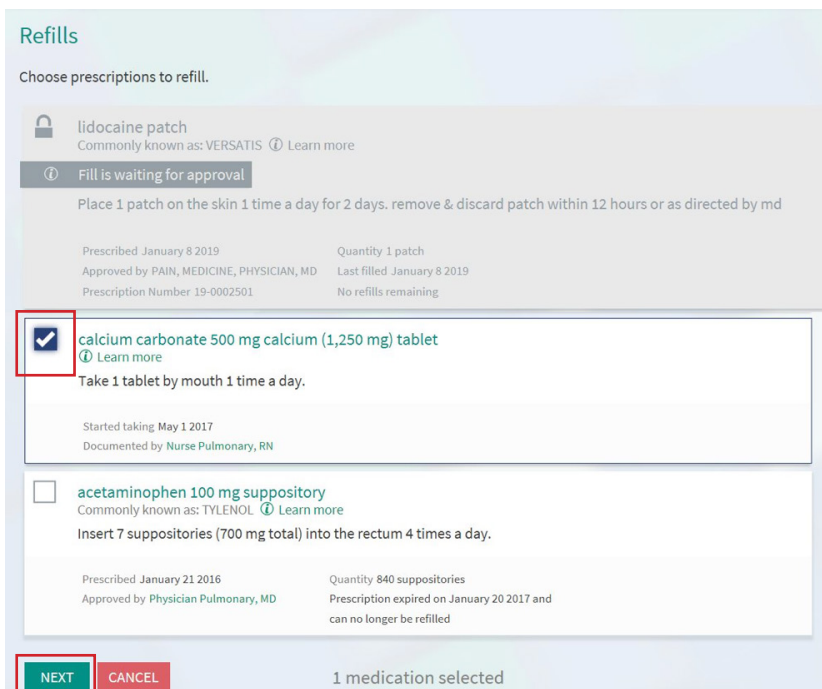 Refills
Choose prescriptions to refill.
lidocaine patch
Commonly known as: VERSATIS Learn more
Fill is waiting for approval
Place 1 patch on the skin 1 time a day for 2 days. remove & discard patch within 12 hours or as directed by md
Prescribed January 8 2019 Quantity 1 patch
Approved by PAIN, MEDICINE, PHYSICIAN, MD Last filled January 8 2019
Prescription Number 19-0002501 No refills remaining
calcium carbonate 500 mg calcium (1,250 mg) tablet
Learn more
Take 1 tablet by mouth 1 time a day.
Started taking May 1 2017
Documented by Nurse Pulmonary, RN
acetaminophen 100 mg suppository
Commonly known as: TYLENOL Learn more
Insert 7 suppositories (700 mg total) into the rectum 4 times a day.
Prescribed January 21 2016 Quantity 840 suppositories
Approved by Physician Pulmonary, MD Prescription expired on January 20 2017 and
can no longer be refilled
NEXT CANCEL 1 medication selected